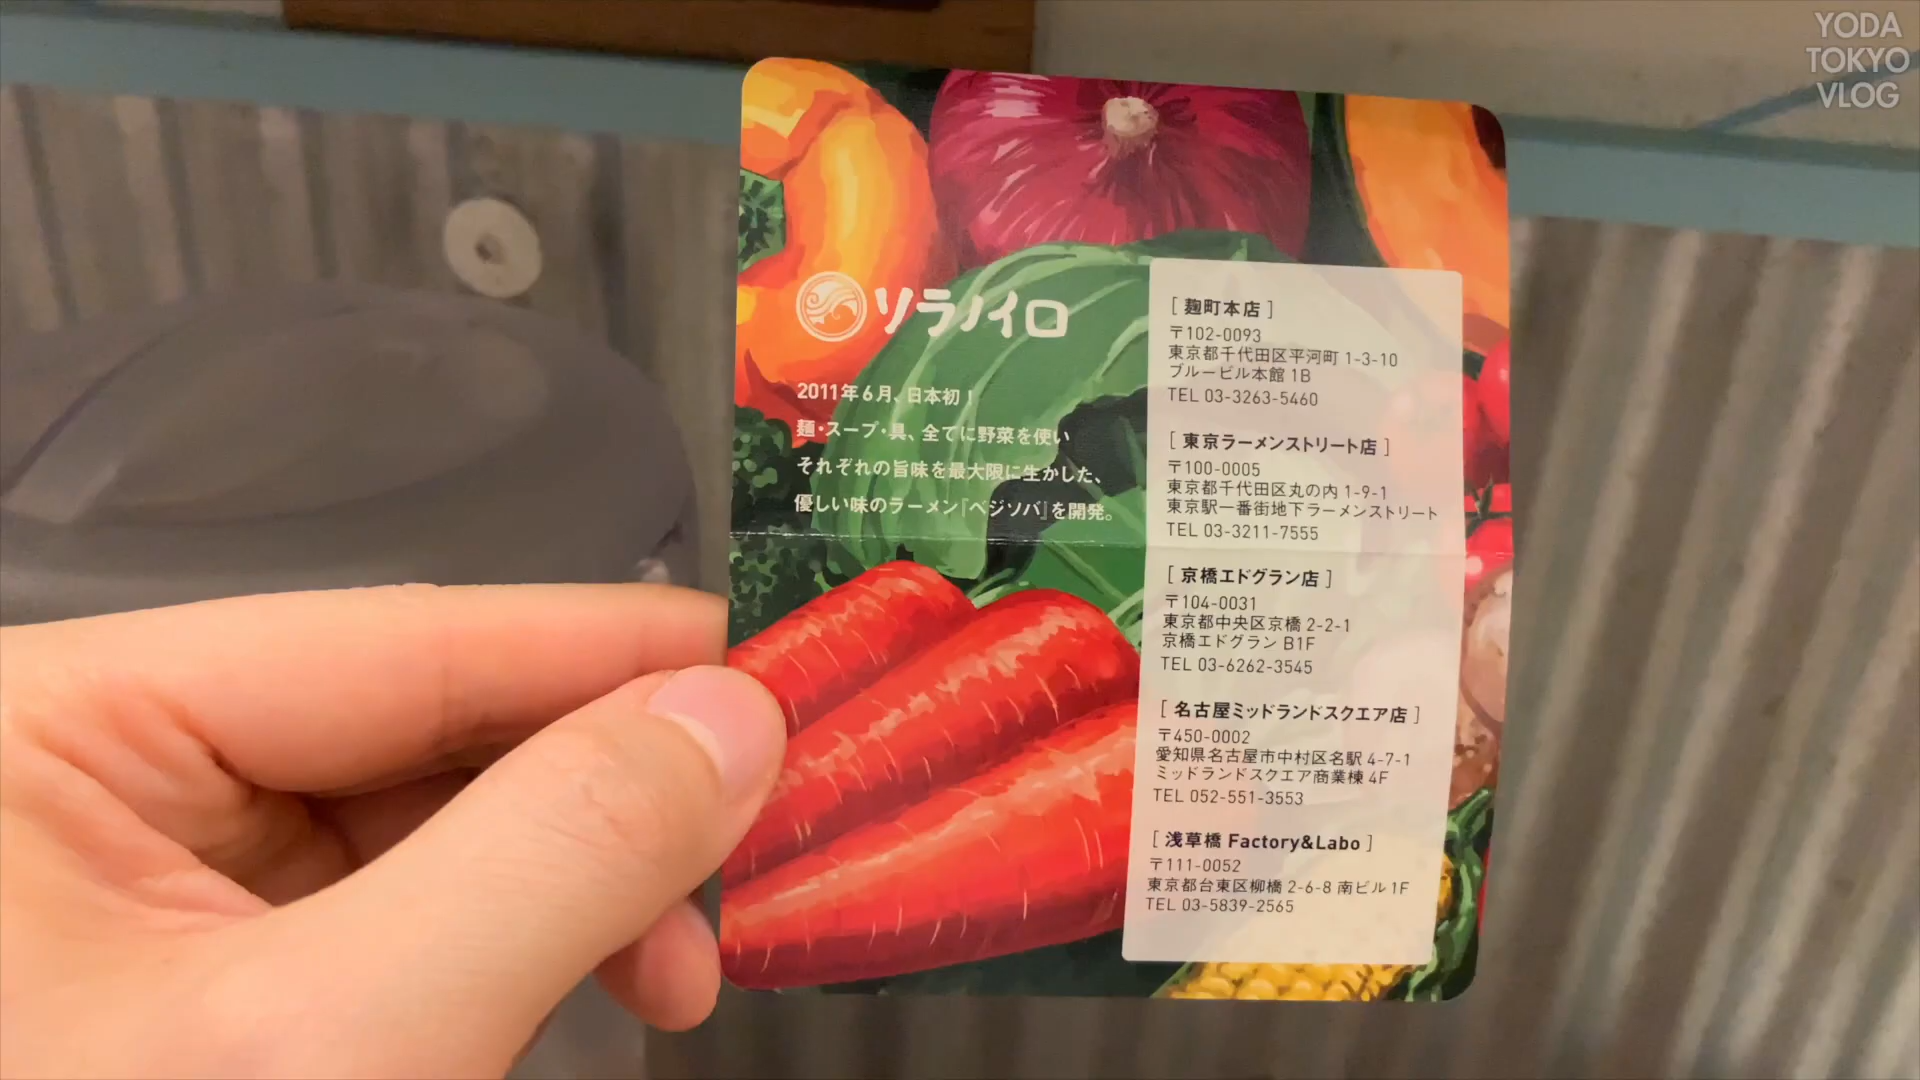 YODA
TOKYO
VLOG
ソラノイロ
2011年6月、日本初!
麺・スープ・具、全てに野菜を使い
それぞれの旨味を最大限に生かした、
優しい味のラーメン『ベジソバ』を開発。
[ 麹町本店 ]
〒102-0093
東京都千代田区平河町 1-3-10
ブルービル本館 1B
TEL 03-3263-5460
[ 東京ラーメンストリート店 ]
〒100-0005
東京都千代田区丸の内 1-9-1
東京駅一番街地下ラーメンストリート
TEL 03-3211-7555
[ 京橋エドグラン店 ]
〒104-0031
東京都中央区京橋 2-2-1
京橋エドグラン B1F
TEL 03-6262-3545
[ 名古屋ミッドランドスクエア店 ]
〒450-0002
愛知県名古屋市中村区名駅 4-7-1
ミッドランドスクエア商業棟 4F
TEL 052-551-3553
[ 浅草橋 Factory&Labo ]
〒111-0052
東京都台東区柳橋 2-6-8 南ビル 1F
TEL 03-5839-2565